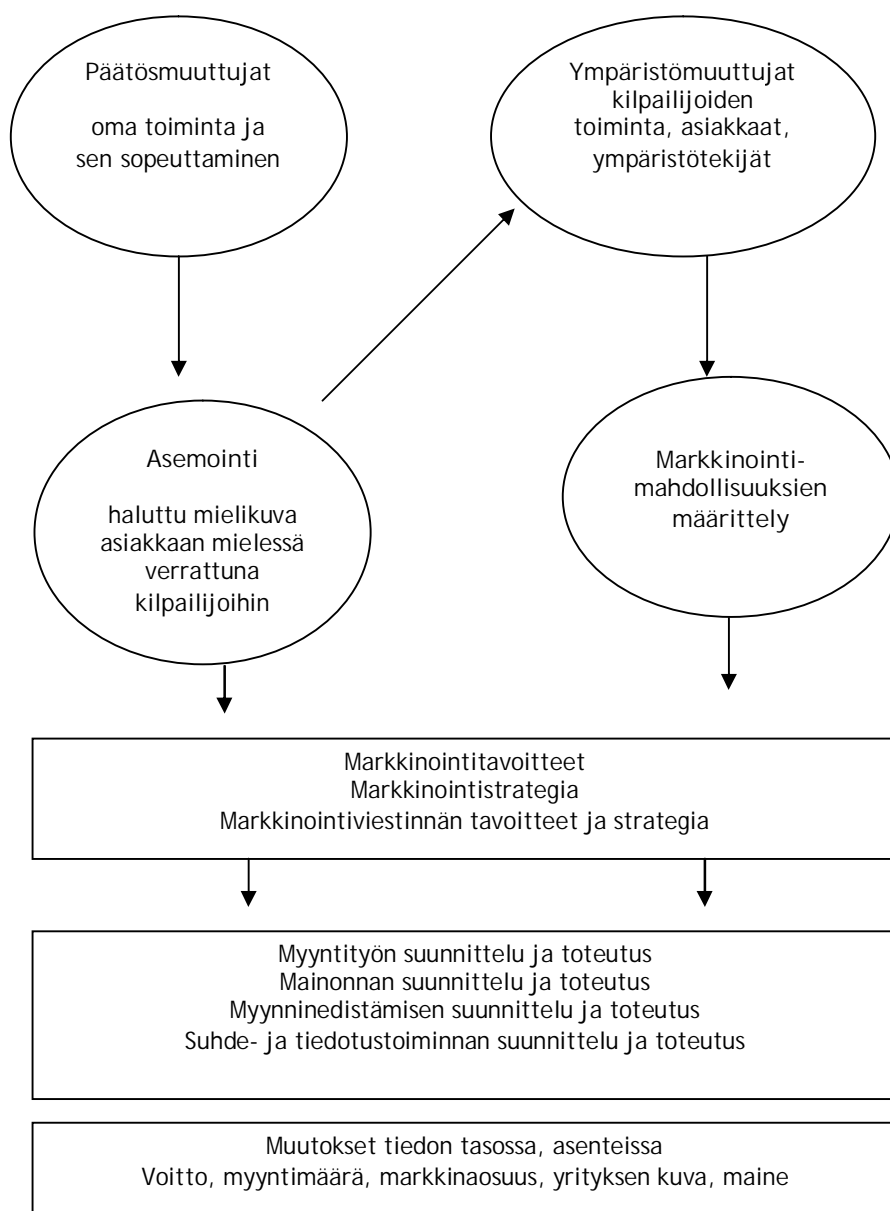 Päätösmuuttujat
oma toiminta ja
sen sopeuttaminen
Ympäristömuuttujat
kilpailijoiden
toiminta, asiakkaat,
ympäristötekijät
Asemointi
haluttu mielikuva
asiakkaan mielessä
verrattuna
kilpailijoihin
Markkinointi-
mahdollisuuksien
määrittely
Markkinointitavoitteet
Markkinointistrategia
Markkinointiviestinnän tavoitteet ja strategia
Myyntityön suunnittelu ja toteutus
Mainonnan suunnittelu ja toteutus
Myynninedistämisen suunnittelu ja toteutus
Suhde- ja tiedotustoiminnan suunnittelu ja toteutus
Muutokset tiedon tasossa, asenteissa
Voitto, myyntimäärä, markkinaosuus, yrityksen kuva, maine